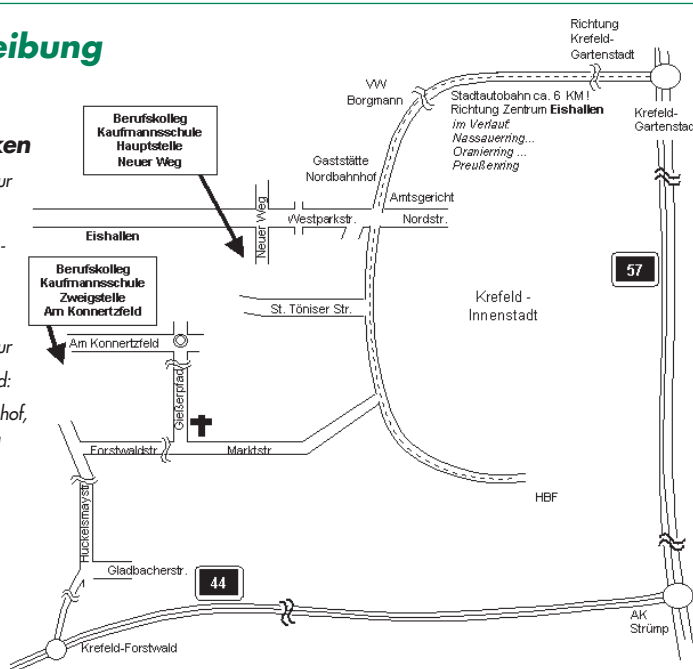 eibung
ken
ur
-
ur
d:
hof,
Richtung
Krefeld-
Gartenstadt
VW
Borgmann
Stadtautobahn ca. 6 KM !
Richtung Zentrum Eishallen
im Verlauf:
Nassauerring...
Oranierring ...
Preußenring
Krefeld-
Gartenstadt
Berufskolleg
Kaufmannsschule
Hauptstelle
Neuer Weg
Gaststätte
Nordbahnhof
Amtsgericht
Neuer Weg
Westparkstr.
Nordstr.
Eishallen
57
Berufskolleg
Kaufmannsschule
Zweigstelle
Am Konnertzfeld
Krefeld -
Innenstadt
St. Töniser Str.
Am Konnertzfeld
Gießerpfad
Forstwaldstr.
Marktstr.
HBF
Huckelsmaystr.
Gladbacherstr.
44
AK
Strümp
Krefeld-Forstwald